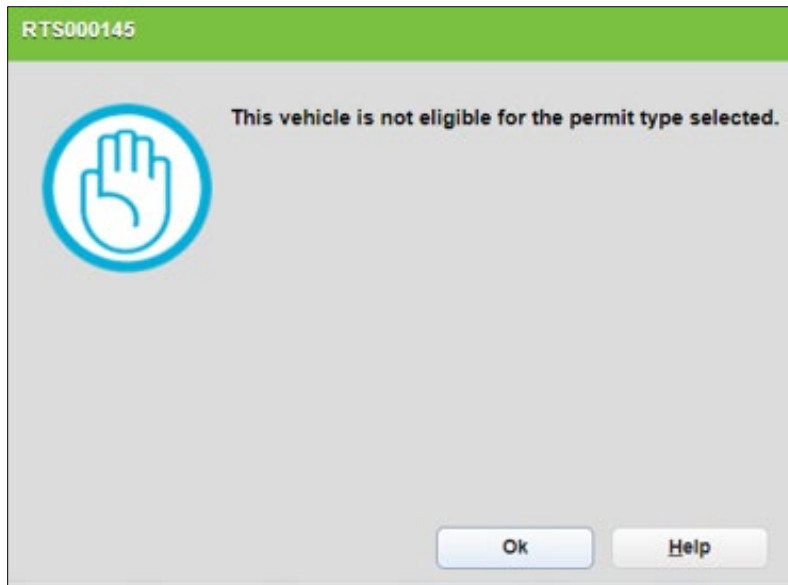 RTS000145
This vehicle is not eligible for the permit type selected.
Ok
Help